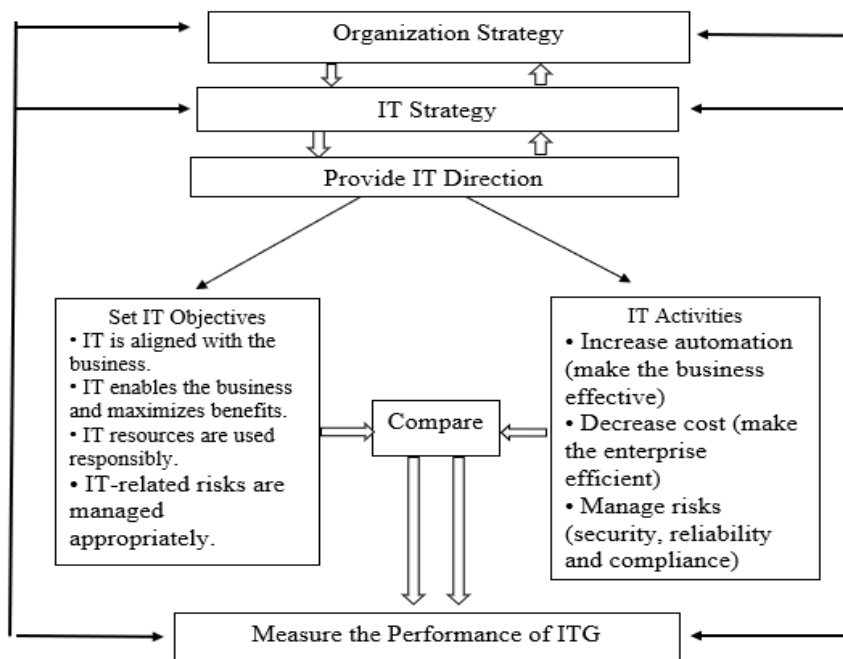 Organization Strategy
IT Strategy
Provide IT Direction
Set IT Objectives
• IT is aligned with the
business.
• IT enables the business
and maximizes benefits.
• IT resources are used
responsibly.
• IT-related risks are
managed
appropriately.
Compare
IT Activities
• Increase automation
(make the business
effective)
• Decrease cost (make
the enterprise
efficient)
• Manage risks
(security, reliability
and compliance)
Measure the Performance of ITG